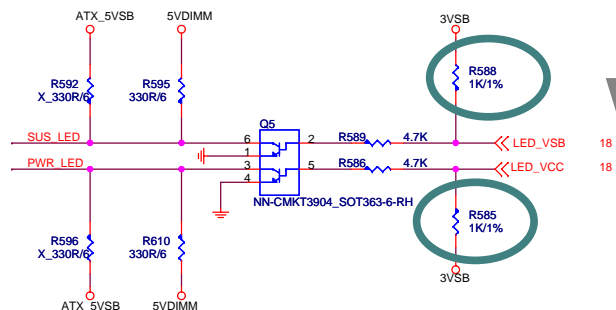 ATX_5VSB 5VDIMM 3VSB
R592 X_330R/6 R595 330R/6 R588 1K/1%
Q5
SUS_LED 6 2 R589 4.7K LED_VSB 18
1
PWR_LED 3 5 R586 4.7K LED_VCC 18
4
NN-CMKT3904_SOT363-6-RH
R596 X_330R/6 R610 330R/6 R585 1K/1%
ATX_5VSB 5VDIMM 3VSB